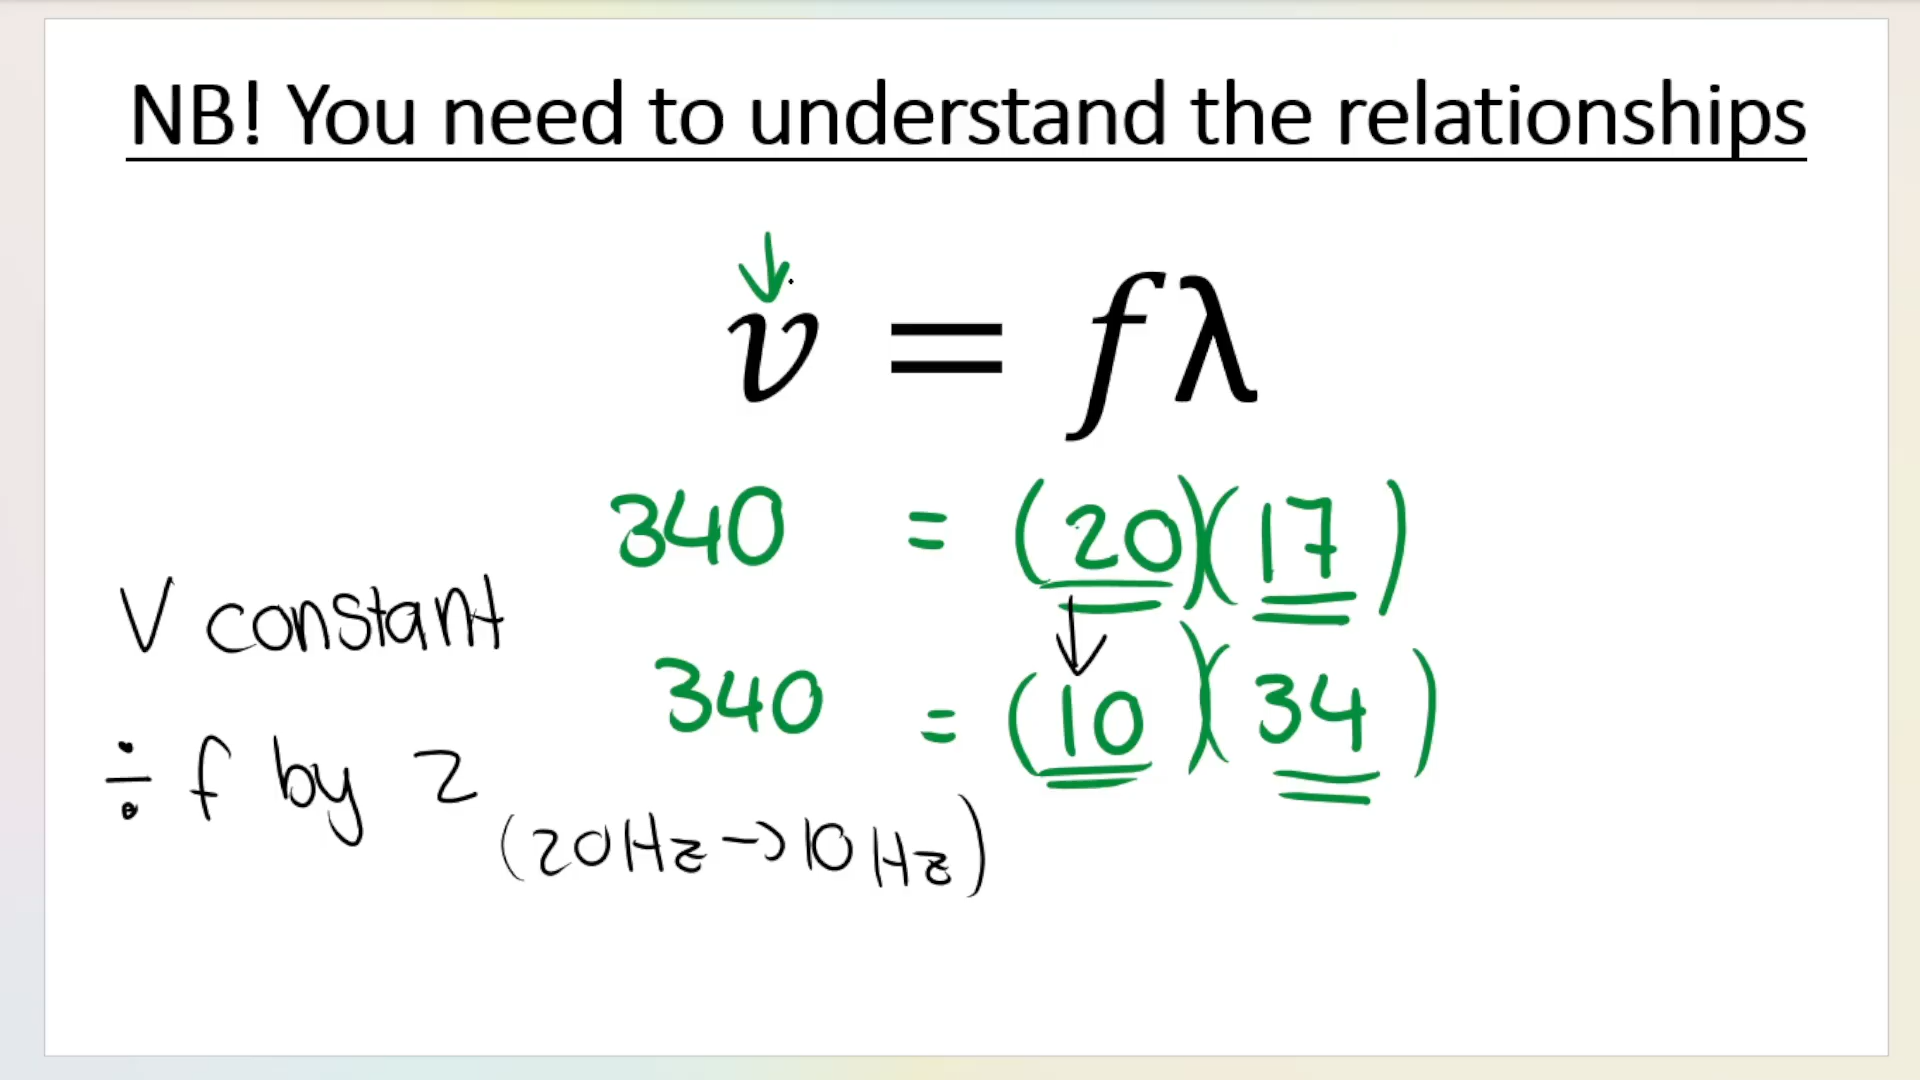 NB! You need to understand the relationships
v = fλ
340 = (20)(17)
V constant
340 = (10)(34)
÷ f by 2
(20Hz → 10Hz)